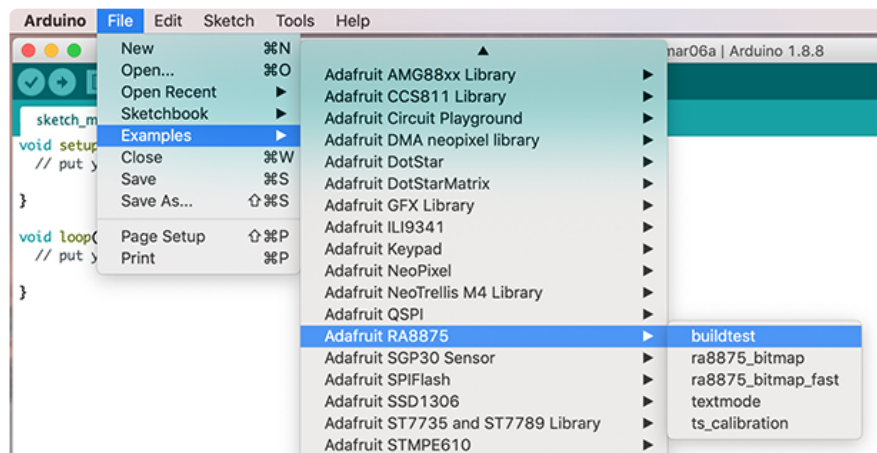 Arduino File Edit Sketch Tools Help
mar06a | Arduino 1.8.8
sketch_m
void setup
// put y
}
void loop(
// put y
}
New ⌘N
Open... ⌘O
Open Recent ▶
Sketchbook ▶
Examples ▶
Close ⌘W
Save ⌘S
Save As... ⇧⌘S
Page Setup ⇧⌘P
Print ⌘P
▲
Adafruit AMG88xx Library ▶
Adafruit CCS811 Library ▶
Adafruit Circuit Playground ▶
Adafruit DMA neopixel library ▶
Adafruit DotStar ▶
Adafruit DotStarMatrix ▶
Adafruit GFX Library ▶
Adafruit ILI9341 ▶
Adafruit Keypad ▶
Adafruit NeoPixel ▶
Adafruit NeoTrellis M4 Library ▶
Adafruit QSPI ▶
Adafruit RA8875 ▶
Adafruit SGP30 Sensor ▶
Adafruit SPIFlash ▶
Adafruit SSD1306 ▶
Adafruit ST7735 and ST7789 Library ▶
Adafruit STMPE610 ▶
buildtest
ra8875_bitmap
ra8875_bitmap_fast
textmode
ts_calibration